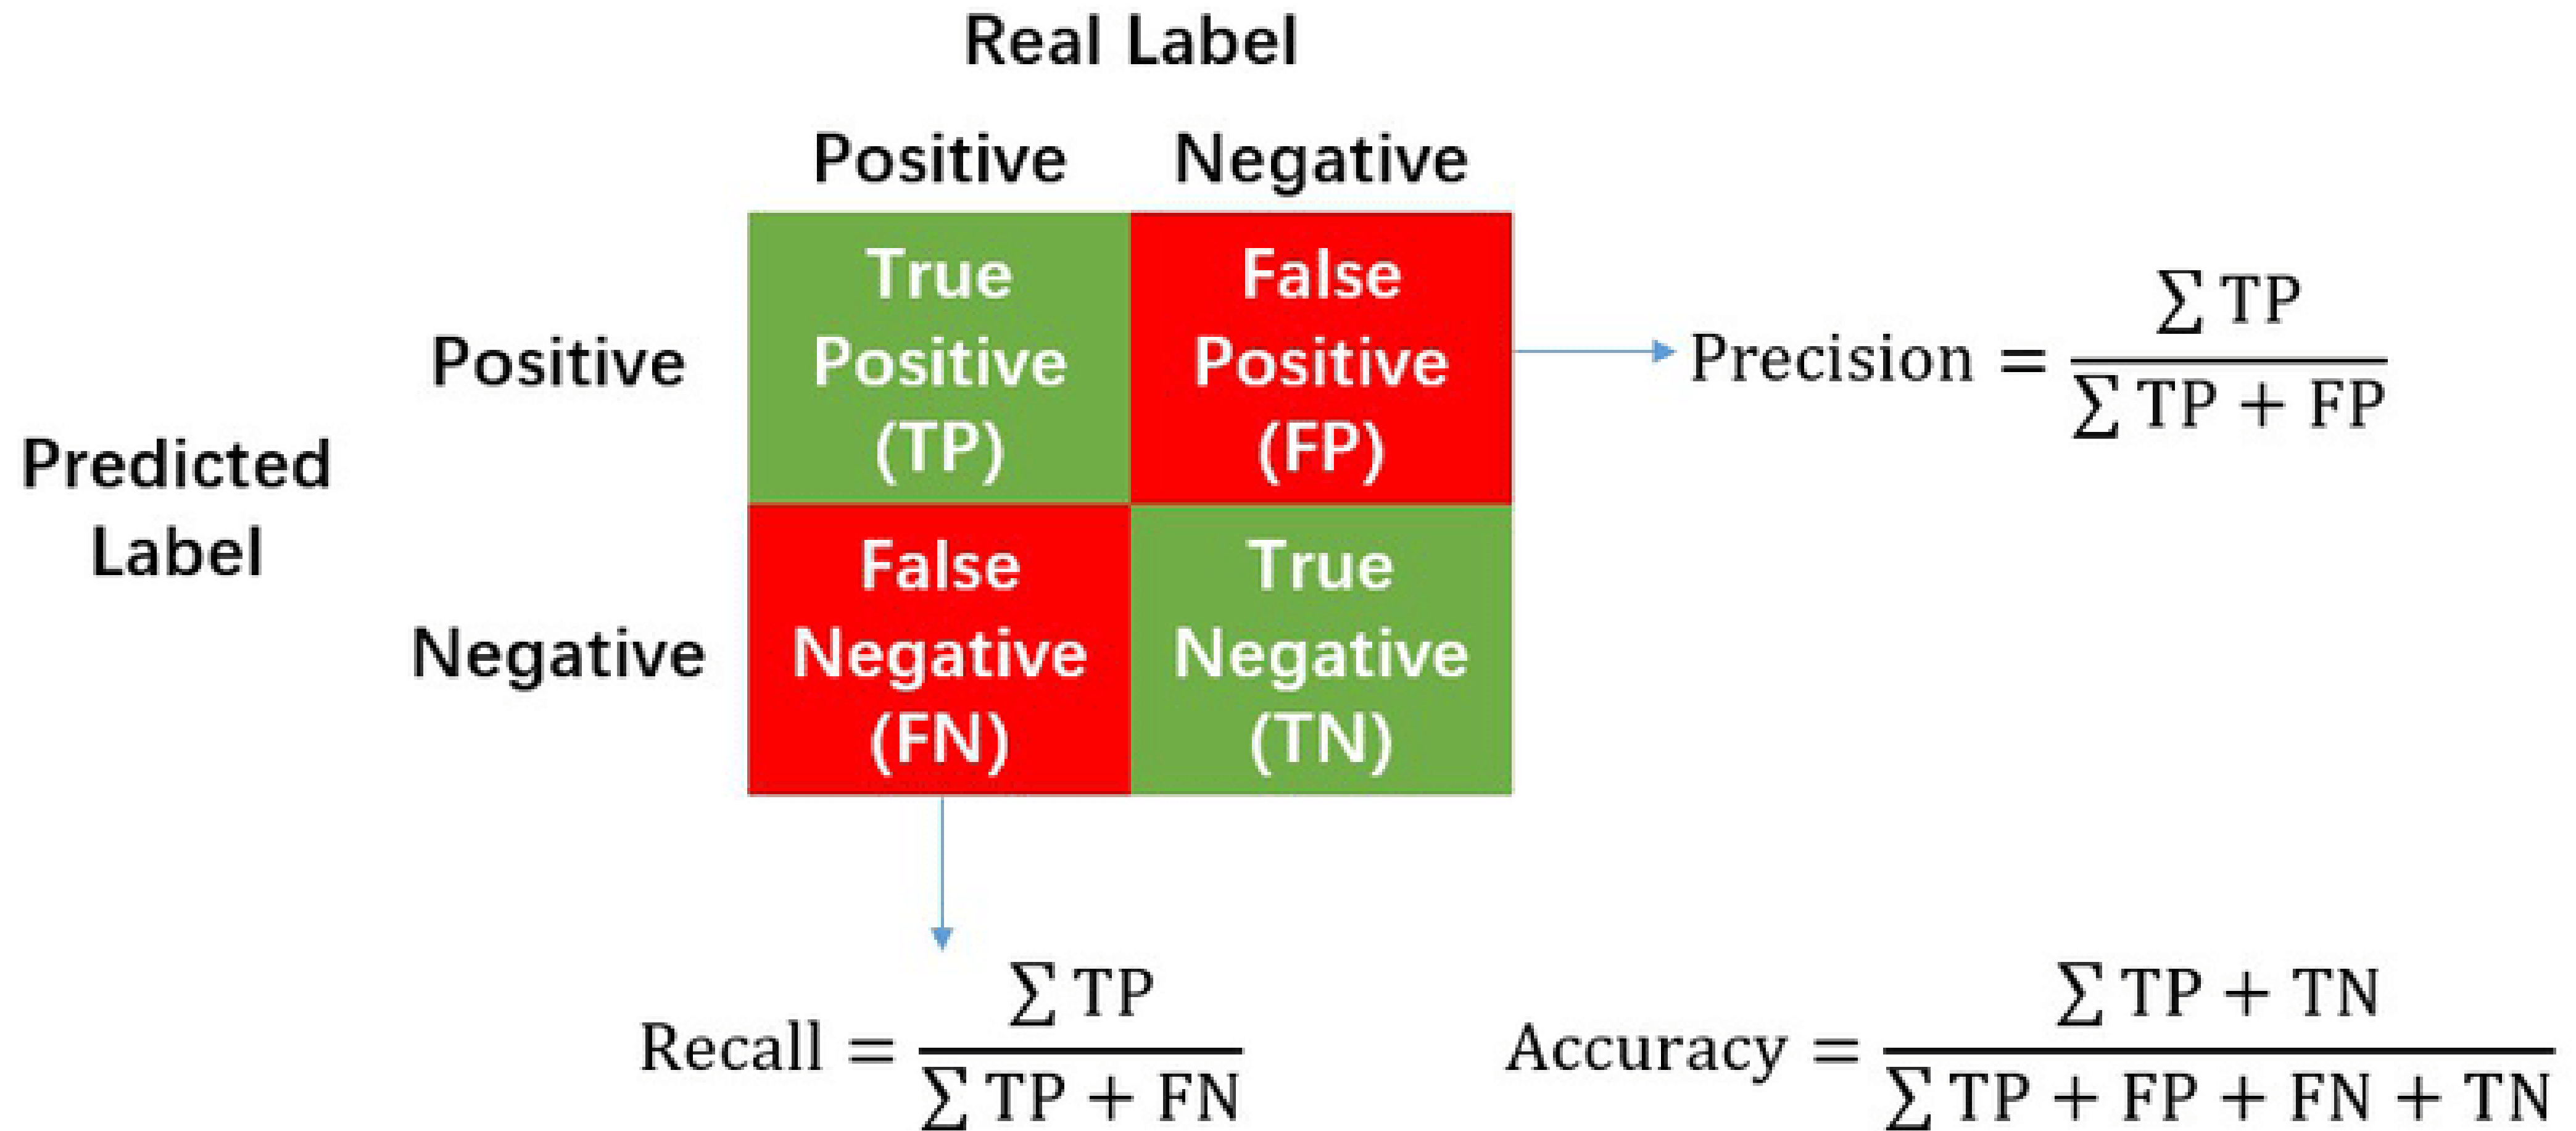 Real Label
Positive Negative
Predicted
Label
Positive
Negative
True
Positive
(TP)
False
Positive
(FP)
False
Negative
(FN)
True
Negative
(TN)
Precision = ∑ TP / ∑ TP + FP
Recall = ∑ TP / ∑ TP + FN
Accuracy = ∑ TP + TN / ∑ TP + FP + FN + TN